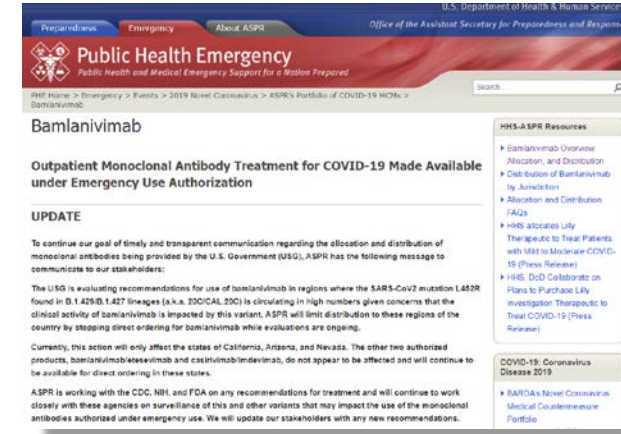 U.S. Department of Health & Human Services
Preparedness
Emergency
About ASPR
Office of the Assistant Secretary for Preparedness and Response
Public Health Emergency
Public Health and Medical Emergency Support for a Nation Prepared
Search...
PHE Home > Emergency > Events > 2019 Novel Coronavirus > ASPR's Portfolio of COVID-19 MCMs >
Bamlanivimab
Bamlanivimab
Outpatient Monoclonal Antibody Treatment for COVID-19 Made Available
under Emergency Use Authorization
UPDATE
To continue our goal of timely and transparent communication regarding the allocation and distribution of
monoclonal antibodies being provided by the U.S. Government (USG), ASPR has the following message to
communicate to our stakeholders:
The USG is evaluating recommendations for use of bamlanivimab in regions where the SARS-CoV2 mutation L452R
found in B.1.429/B.1.427 lineages (a.k.a. 20C/CAL.20C) is circulating in high numbers given concerns that the
clinical activity of bamlanivimab is impacted by this variant. ASPR will limit distribution to these regions of the
country by stopping direct ordering for bamlanivimab while evaluations are ongoing.
Currently, this action will only affect the states of California, Arizona, and Nevada. The other two authorized
products, bamlanivimab/etesevimab and casirivimab/imdevimab, do not appear to be affected and will continue to
be available for direct ordering in these states.
ASPR is working with the CDC, NIH, and FDA on any recommendations for treatment and will continue to work
closely with these agencies on surveillance of this and other variants that may impact the use of the monoclonal
antibodies authorized under emergency use. We will update our stakeholders with any new recommendations.
HHS-ASPR Resources
Bamlanivimab Overview,
Allocation, and Distribution
Distribution of Bamlanivimab
by Jurisdiction
Allocation and Distribution
FAQs
HHS allocates Lilly
Therapeutic to Treat Patients
with Mild to Moderate COVID-
19 (Press Release)
HHS, DoD Collaborate on
Plans to Purchase Lilly
Investigation Therapeutic to
Treat COVID-19 (Press
Release)
COVID-19: Coronavirus
Disease 2019
BARDA's Novel Coronavirus
Medical Countermeasure
Portfolio